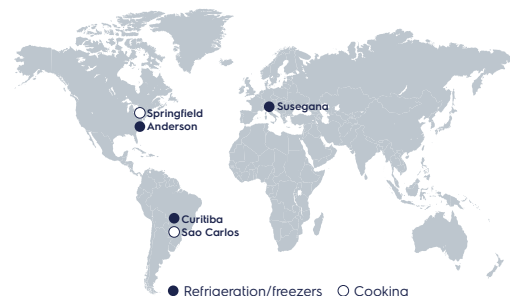 Springfield
Anderson
Susegana
Curitiba
Sao Carlos
Refrigeration/freezers Cooking